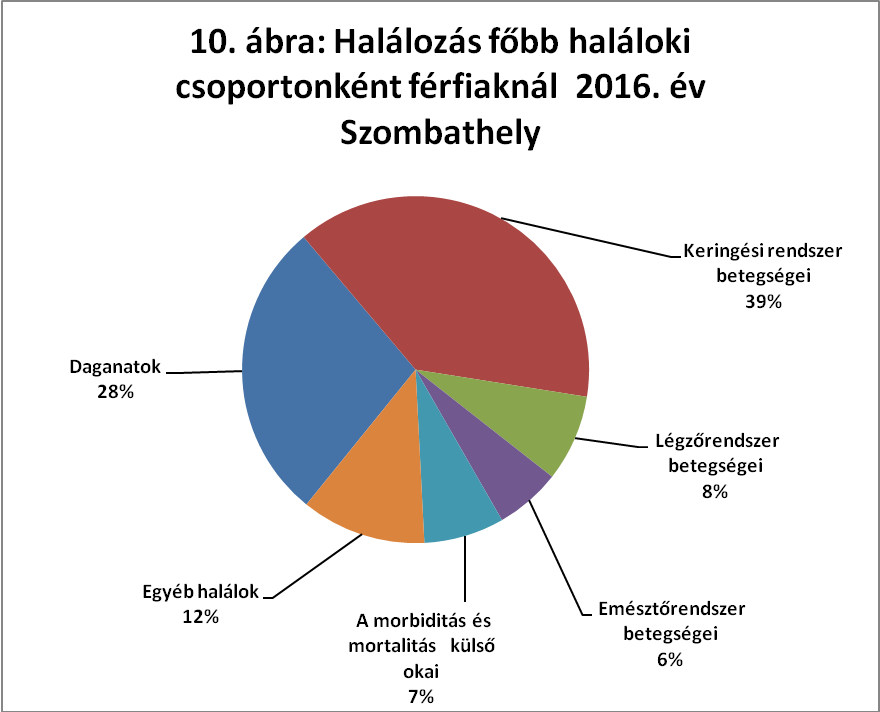 10. ábra: Halálozás főbb haláloki
csoportonként férfiaknál  2016. év
Szombathely
Keringési rendszer
betegségei
39%
Légzőrendszer
betegségei
8%
Emésztőrendszer
betegségei
6%
A morbiditás és
mortalitás  külső
okai
7%
Egyéb halálok
12%
Daganatok
28%